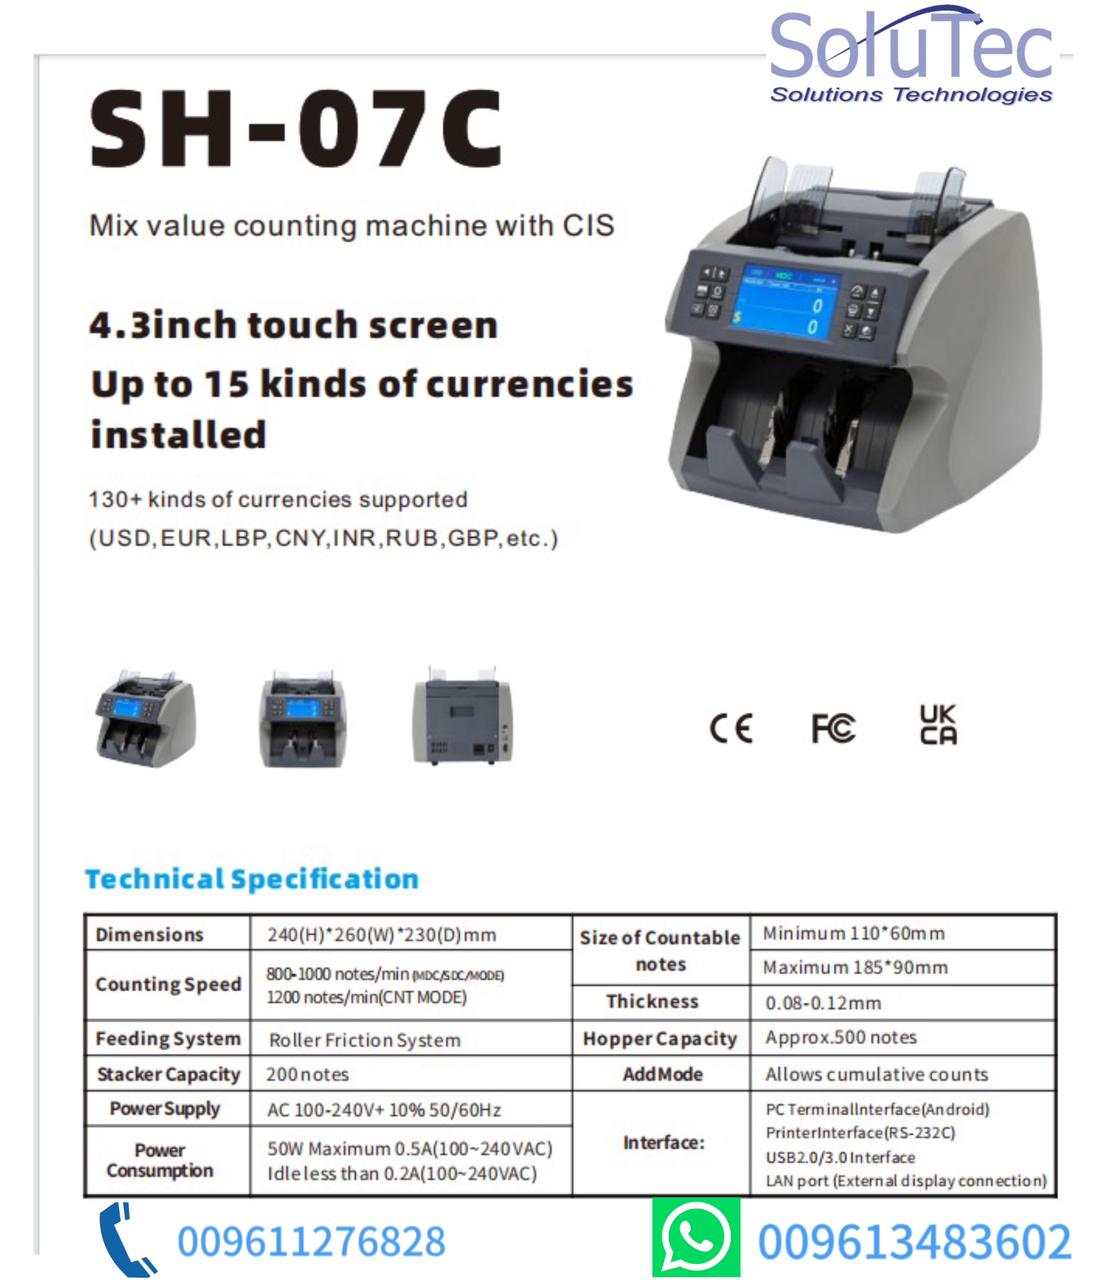 SoluTec
Solutions Technologies
SH-07C
Mix value counting machine with CIS
4.3inch touch screen
Up to 15 kinds of currencies
installed
130+ kinds of currencies supported
(USD,EUR,LBP,CNY,INR,RUB,GBP,etc.)
MDC
0
$ 0
CE FC UK
CA
Technical Specification
Dimensions 240(H)*260(W)*230(D)mm
Counting Speed 800-1000 notes/min (MDC/SDC/MODE)
1200 notes/min(CNT MODE)
Feeding System Roller Friction System
Stacker Capacity 200notes
Power Supply AC 100-240V+ 10% 50/60Hz
Power
Consumption
50W Maximum 0.5A(100~240VAC)
Idle less than 0.2A(100~240VAC)
Size of Countable
notes
Minimum 110*60mm
Maximum 185*90mm
Thickness 0.08-0.12mm
Hopper Capacity Approx.500 notes
Add Mode Allows cumulative counts
Interface:
PC TerminalInterface(Android)
PrinterInterface(RS-232C)
USB2.0/3.0 Interface
LAN port (External display connection)
009611276828
009613483602